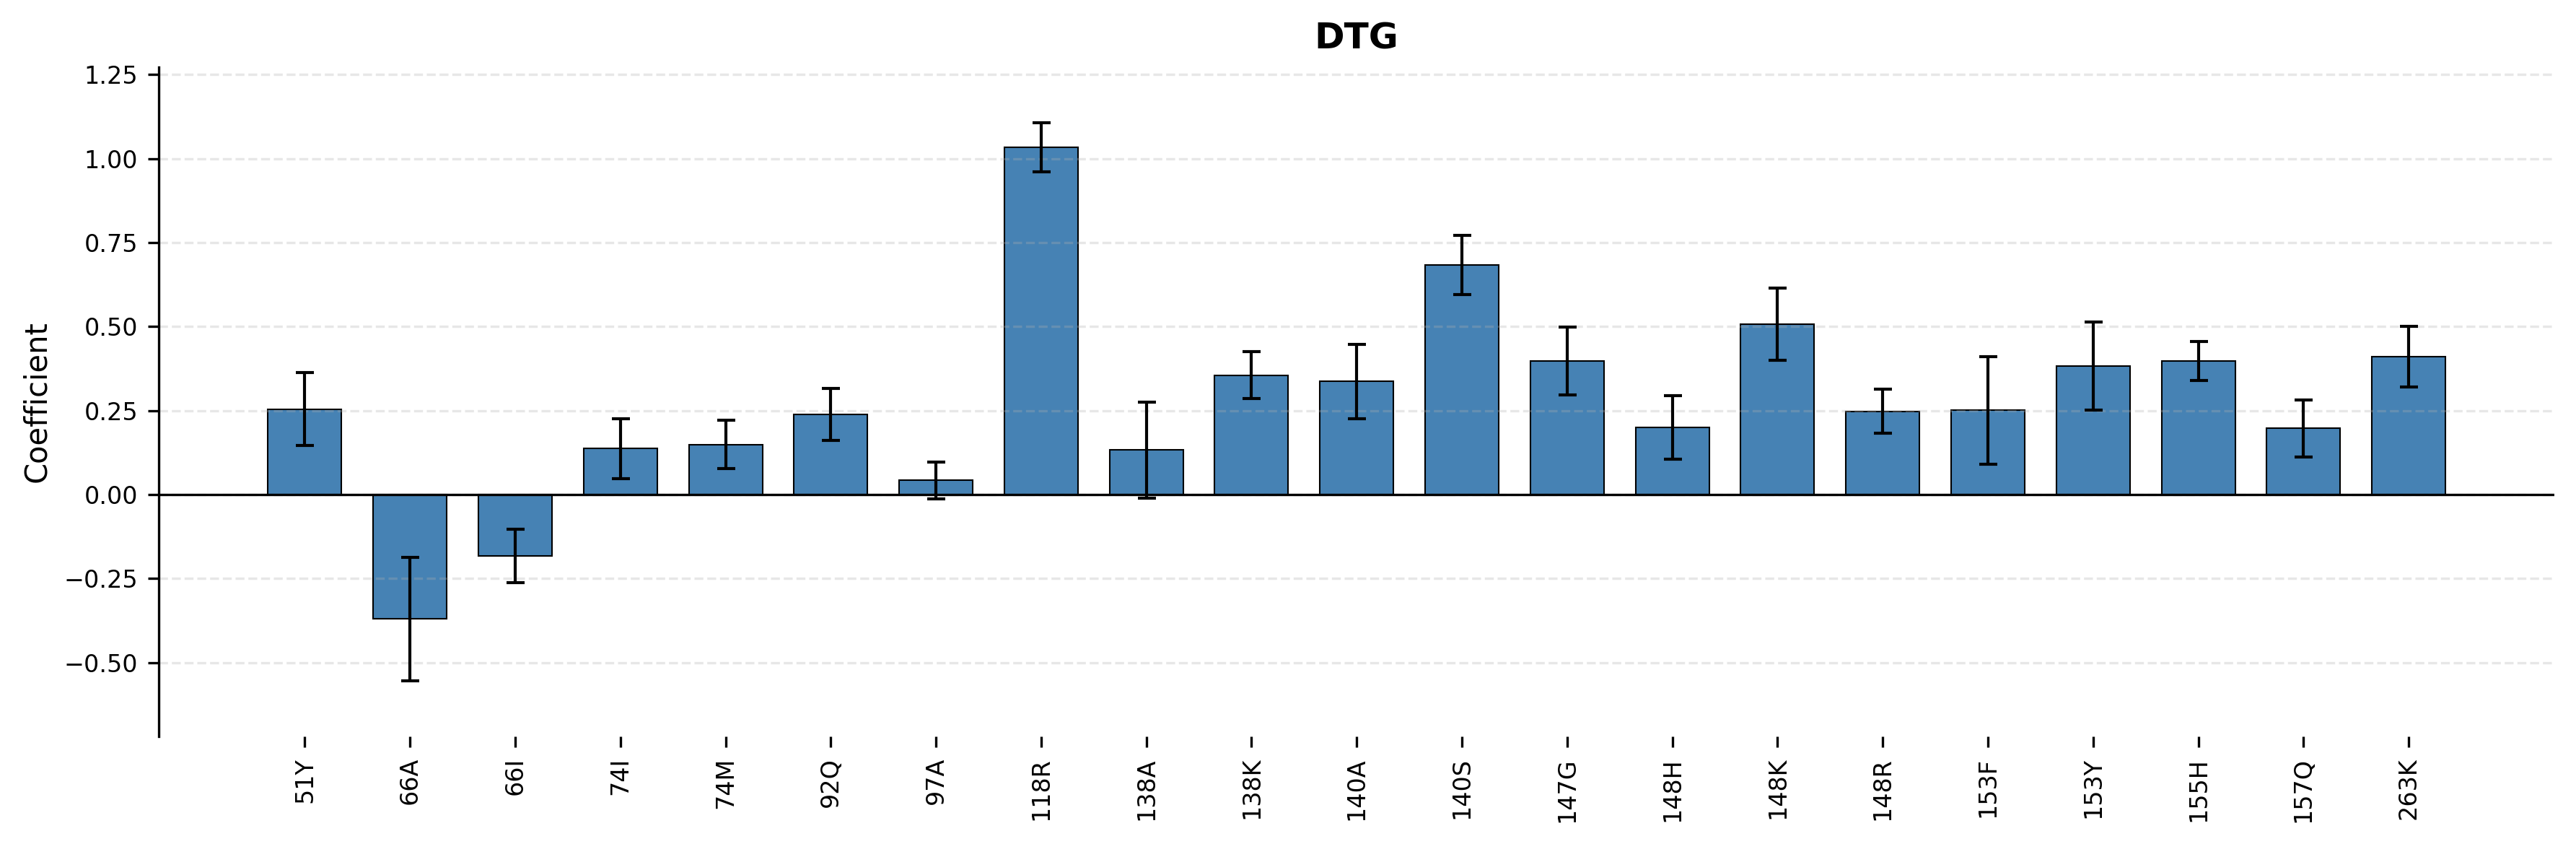 DTG
Coefficient
1.25
1.00
0.75
0.50
0.25
0.00
−0.25
−0.50
51Y
66A
66I
74I
74M
92Q
97A
118R
138A
138K
140A
140S
147G
148H
148K
148R
153F
153Y
155H
157Q
263K